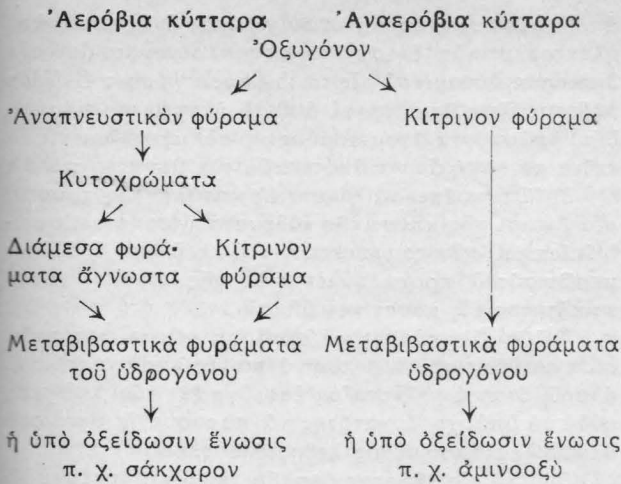 Ἀερόβια κύτταρα Ἀναερόβια κύτταρα
Ὀξυγόνον
Ἀναπνευστικὸν φύραμα Κίτρινον φύραμα
Κυτοχρώματα
Διάμεσα φυρά- Κίτρινον
ματα ἄγνωστα φύραμα
Μεταβιβαστικὰ φυράματα Μεταβιβαστικὰ φυράματα
τοῦ ὑδρογόνου ὑδρογόνου
ἡ ὑπὸ ὀξείδωσιν ἕνωσις ἡ ὑπὸ ὀξείδωσιν ἕνωσις
π. χ. σάκχαρον π. χ. ἀμινοοξὺ